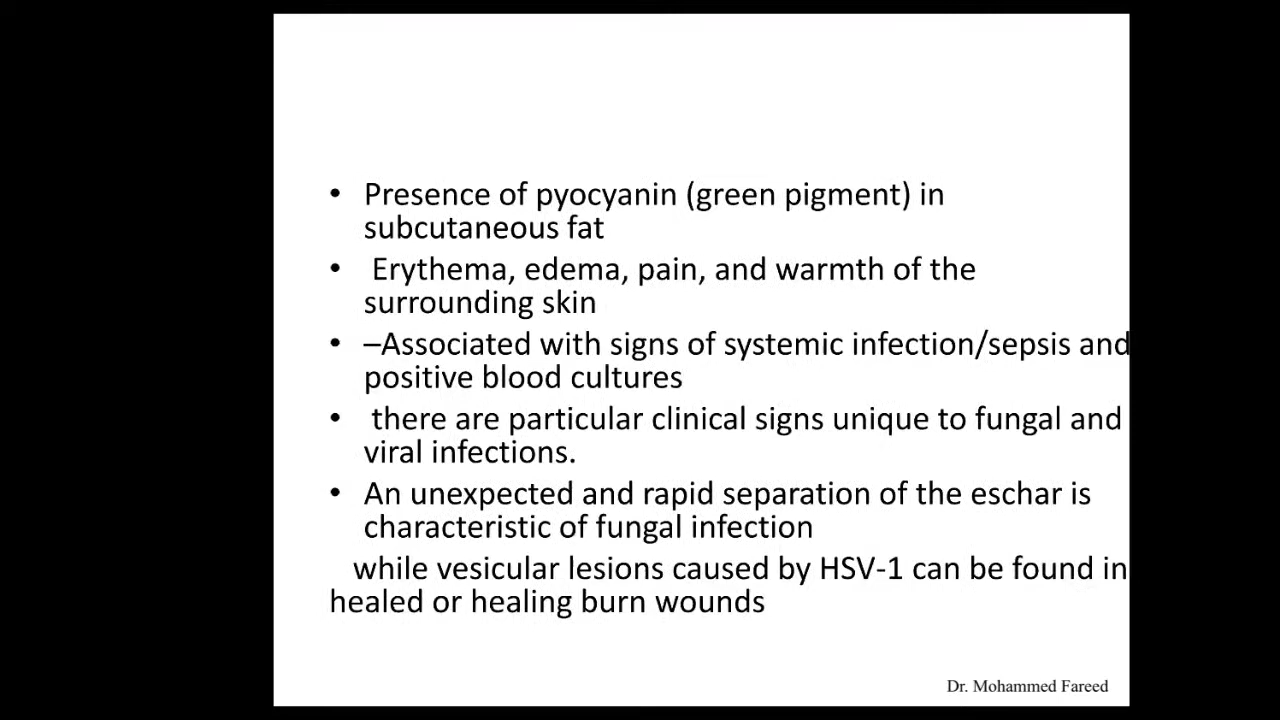 • Presence of pyocyanin (green pigment) in
subcutaneous fat
• Erythema, edema, pain, and warmth of the
surrounding skin
• –Associated with signs of systemic infection/sepsis and
positive blood cultures
• there are particular clinical signs unique to fungal and
viral infections.
• An unexpected and rapid separation of the eschar is
characteristic of fungal infection
while vesicular lesions caused by HSV-1 can be found in
healed or healing burn wounds
Dr. Mohammed Fareed